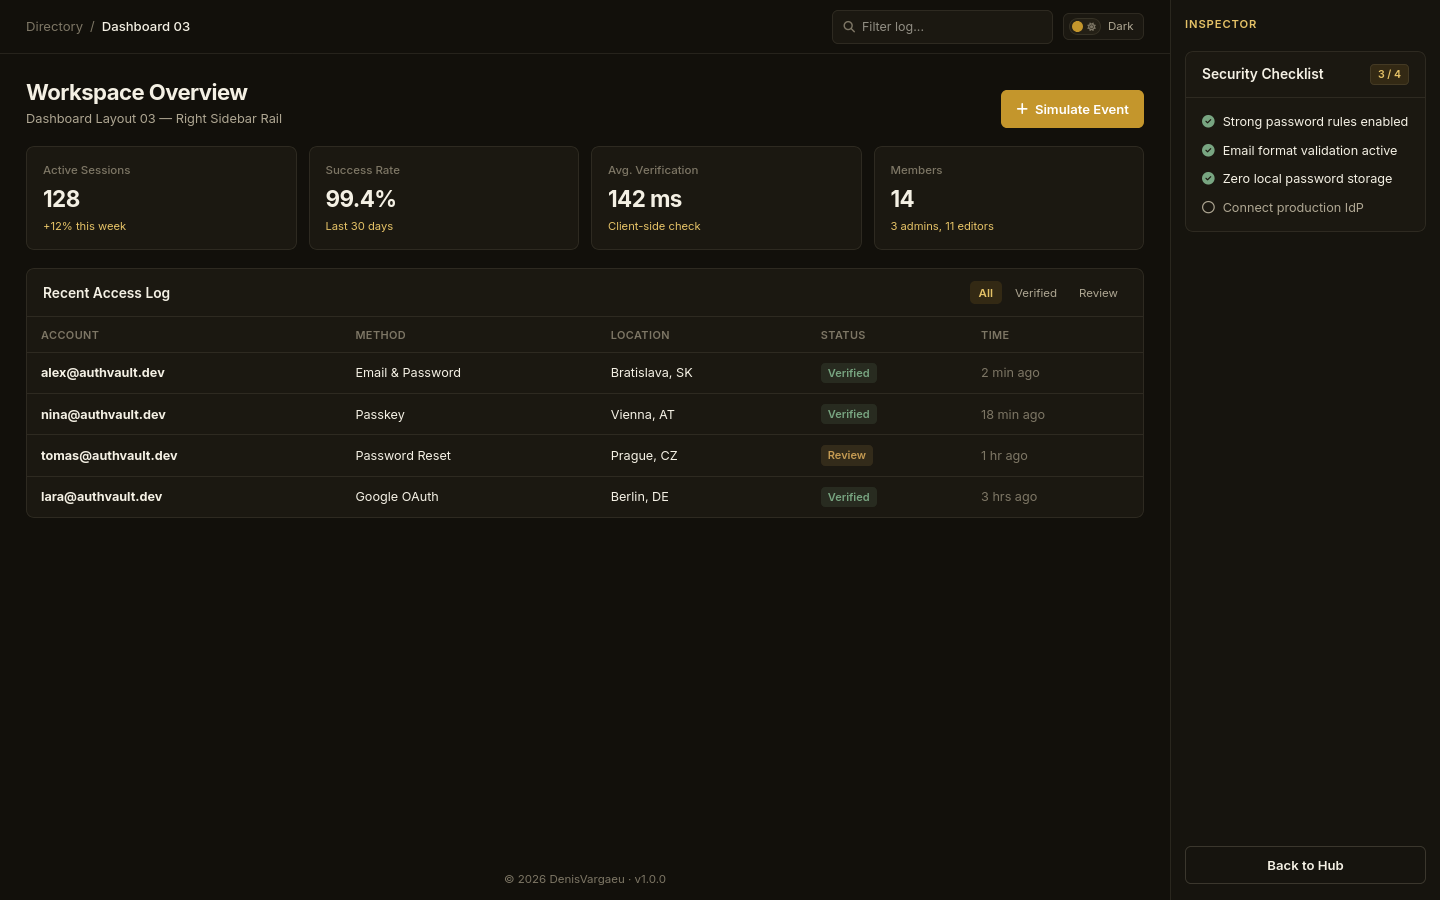 Directory / Dashboard 03
Filter log...
Dark
Workspace Overview
Dashboard Layout 03 — Right Sidebar Rail
Simulate Event
Active Sessions
128
+12% this week
Success Rate
99.4%
Last 30 days
Avg. Verification
142 ms
Client-side check
Members
14
3 admins, 11 editors
Recent Access Log
All Verified Review
ACCOUNT METHOD LOCATION STATUS TIME
alex@authvault.dev Email & Password Bratislava, SK Verified 2 min ago
nina@authvault.dev Passkey Vienna, AT Verified 18 min ago
tomas@authvault.dev Password Reset Prague, CZ Review 1 hr ago
lara@authvault.dev Google OAuth Berlin, DE Verified 3 hrs ago
© 2026 DenisVargaeu · v1.0.0
INSPECTOR
Security Checklist 3 / 4
Strong password rules enabled
Email format validation active
Zero local password storage
Connect production IdP
Back to Hub